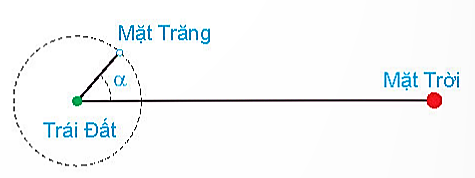 Mặt Trăng
α
Mặt Trời
Trái Đất